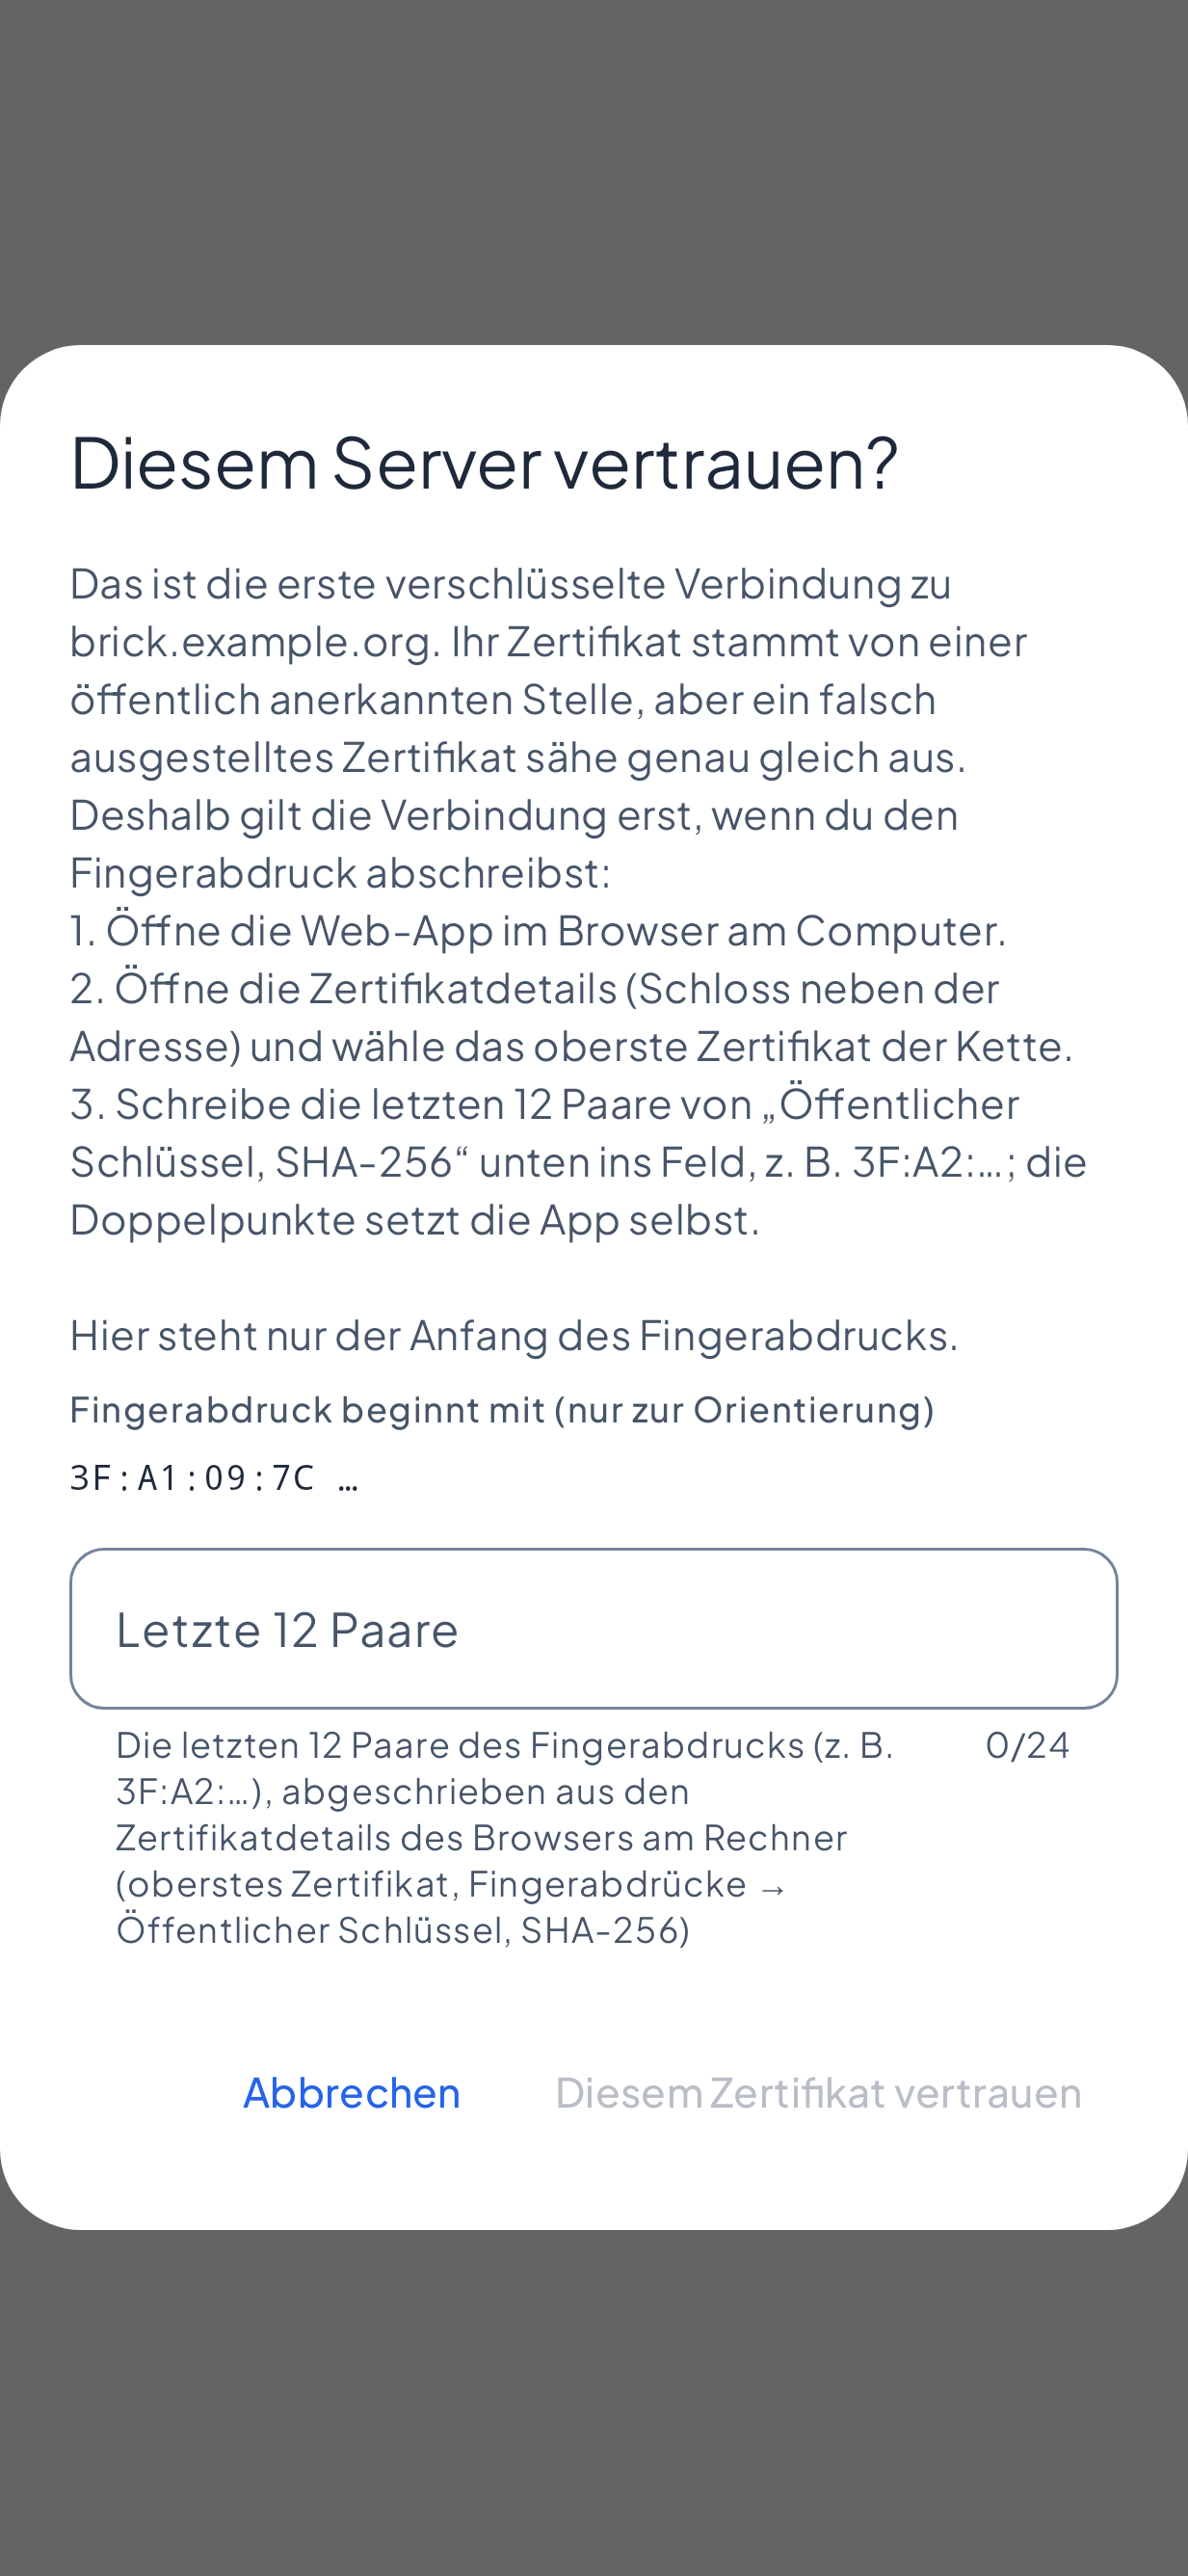 Diesem Server vertrauen?
Das ist die erste verschlüsselte Verbindung zu
brick.example.org. Ihr Zertifikat stammt von einer
öffentlich anerkannten Stelle, aber ein falsch
ausgestelltes Zertifikat sähe genau gleich aus.
Deshalb gilt die Verbindung erst, wenn du den
Fingerabdruck abschreibst:
1. Öffne die Web-App im Browser am Computer.
2. Öffne die Zertifikatdetails (Schloss neben der
Adresse) und wähle das oberste Zertifikat der Kette.
3. Schreibe die letzten 12 Paare von „Öffentlicher
Schlüssel, SHA-256“ unten ins Feld, z. B. 3F:A2:…; die
Doppelpunkte setzt die App selbst.
Hier steht nur der Anfang des Fingerabdrucks.
Fingerabdruck beginnt mit (nur zur Orientierung)
3F:A1:09:7C …
Letzte 12 Paare
Die letzten 12 Paare des Fingerabdrucks (z. B. 0/24
3F:A2:…), abgeschrieben aus den
Zertifikatdetails des Browsers am Rechner
(oberstes Zertifikat, Fingerabdrücke →
Öffentlicher Schlüssel, SHA-256)
Abbrechen Diesem Zertifikat vertrauen